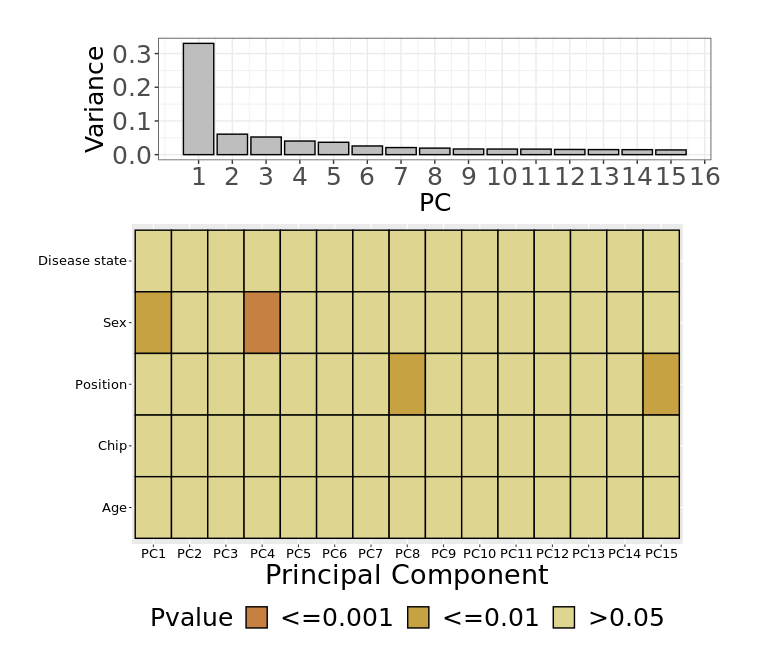 Variance
0.3
0.2
0.1
0.0
1 2 3 4 5 6 7 8 9 10 11 12 13 14 15 16
PC
Disease state
Sex
Position
Chip
Age
PC1 PC2 PC3 PC4 PC5 PC6 PC7 PC8 PC9 PC10 PC11 PC12 PC13 PC14 PC15
Principal Component
Pvalue <=0.001 <=0.01 >0.05